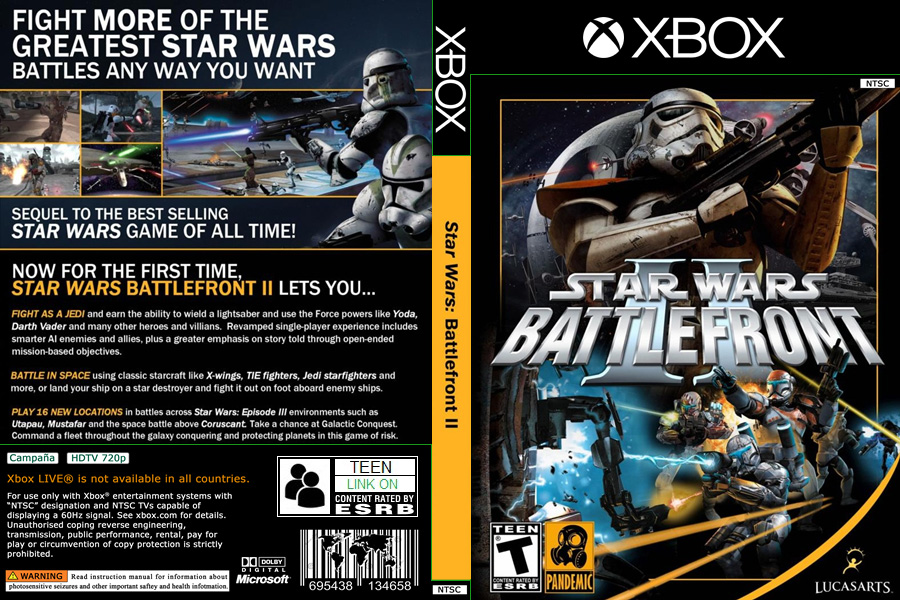 FIGHT MORE OF THE
GREATEST STAR WARS
BATTLES ANY WAY YOU WANT
SEQUEL TO THE BEST SELLING
STAR WARS GAME OF ALL TIME!
NOW FOR THE FIRST TIME,
STAR WARS BATTLEFRONT II LETS YOU...
FIGHT AS A JEDI and earn the ability to wield a lightsaber and use the Force powers like Yoda,
Darth Vader and many other heroes and villians. Revamped single-player experience includes
smarter AI enemies and allies, plus a greater emphasis on story told through open-ended
mission-based objectives.
BATTLE IN SPACE using classic starcraft like X-wings, TIE fighters, Jedi starfighters and
more, or land your ship on a star destroyer and fight it out on foot aboard enemy ships.
PLAY 16 NEW LOCATIONS in battles across Star Wars: Episode III environments such as
Utapau, Mustafar and the space battle above Coruscant. Take a chance at Galactic Conquest.
Command a fleet throughout the galaxy conquering and protecting planets in this game of risk.
Campaña HDTV 720p
Xbox LIVE® is not available in all countries.
For use only with Xbox® entertainment systems with
"NTSC" designation and NTSC TVs capable of
displaying a 60Hz signal. See xbox.com for details.
Unauthorised coping reverse engineering,
transmission, public performance, rental, pay for
play or circumvention of copy protection is strictly
prohibited.
WARNING Read instruction manual for information about
photosensitive seizures and other important saftey and health infotmation.
TEEN
LINK ON
CONTENT RATED BY
ESRB
DOLBY
DIGITAL
Microsoft
695438 134658
XBOX
Star Wars: Battlefront II
NTSC
XBOX
NTSC
STAR WARS
II
BATTLEFRONT
TEEN
T
CONTENT RATED BY
ESRB
PANDEMIC
LUCASARTS